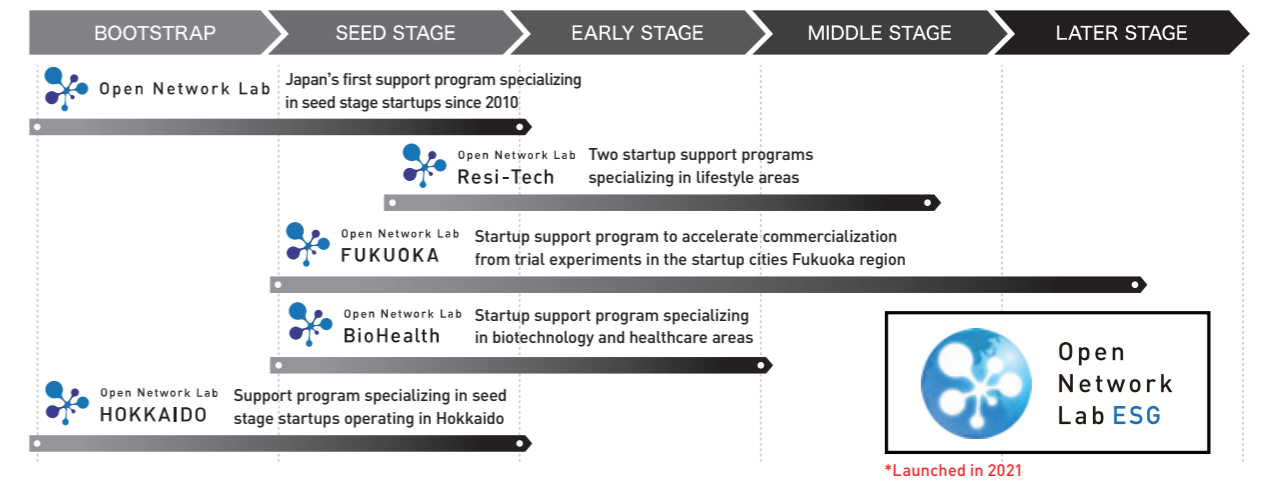 BOOTSTRAP
SEED STAGE
EARLY STAGE
MIDDLE STAGE
LATER STAGE
Open Network Lab
Japan's first support program specializing
in seed stage startups since 2010
Open Network Lab
Resi-Tech
Two startup support programs
specializing in lifestyle areas
Open Network Lab
FUKUOKA
Startup support program to accelerate commercialization
from trial experiments in the startup cities Fukuoka region
Open Network Lab
BioHealth
Startup support program specializing
in biotechnology and healthcare areas
Open Network Lab
HOKKAIDO
Support program specializing in seed
stage startups operating in Hokkaido
Open
Network
Lab ESG
*Launched in 2021